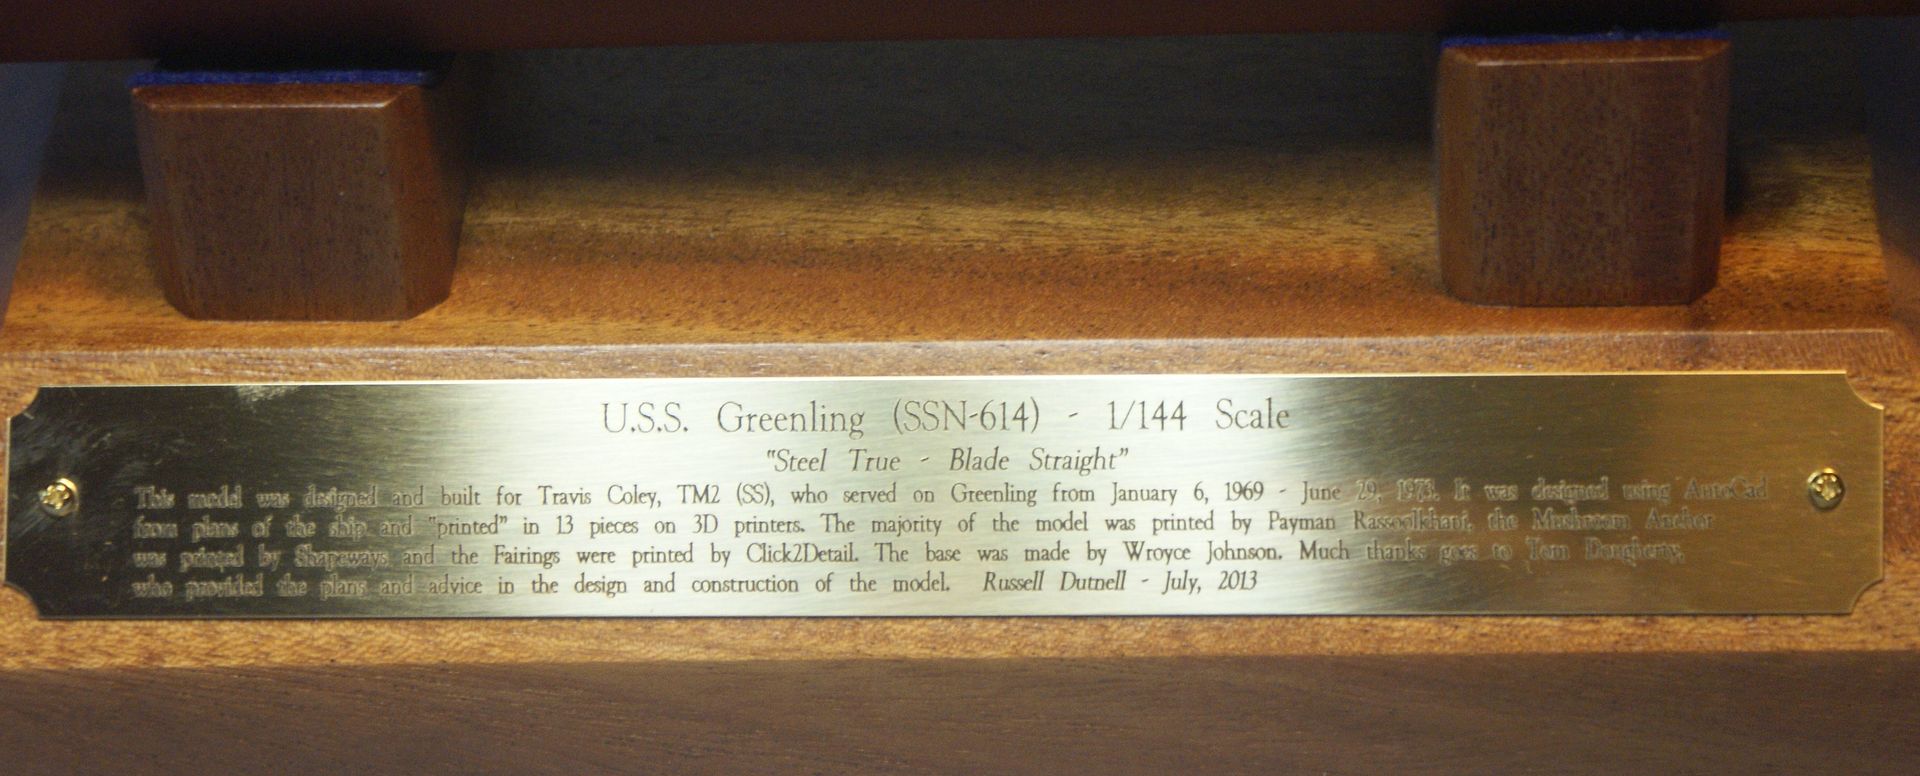 U.S.S. Greenling (SSN-614) - 1/144 Scale
"Steel True - Blade Straight"
This model was designed and built for Travis Coley, TM2 (SS), who served on Greenling from January 6, 1969 - June 29, 1973. It was designed using AutoCad
from plans of the ship and "printed" in 13 pieces on 3D printers. The majority of the model was printed by Payman Rassoolkhani, the Mushroom Anchor
was printed by Shapeways and the Fairings were printed by Click2Detail. The base was made by Wroyce Johnson. Much thanks goes to Tom Dougherty,
who provided the plans and advice in the design and construction of the model. Russell Dutnell - July, 2013